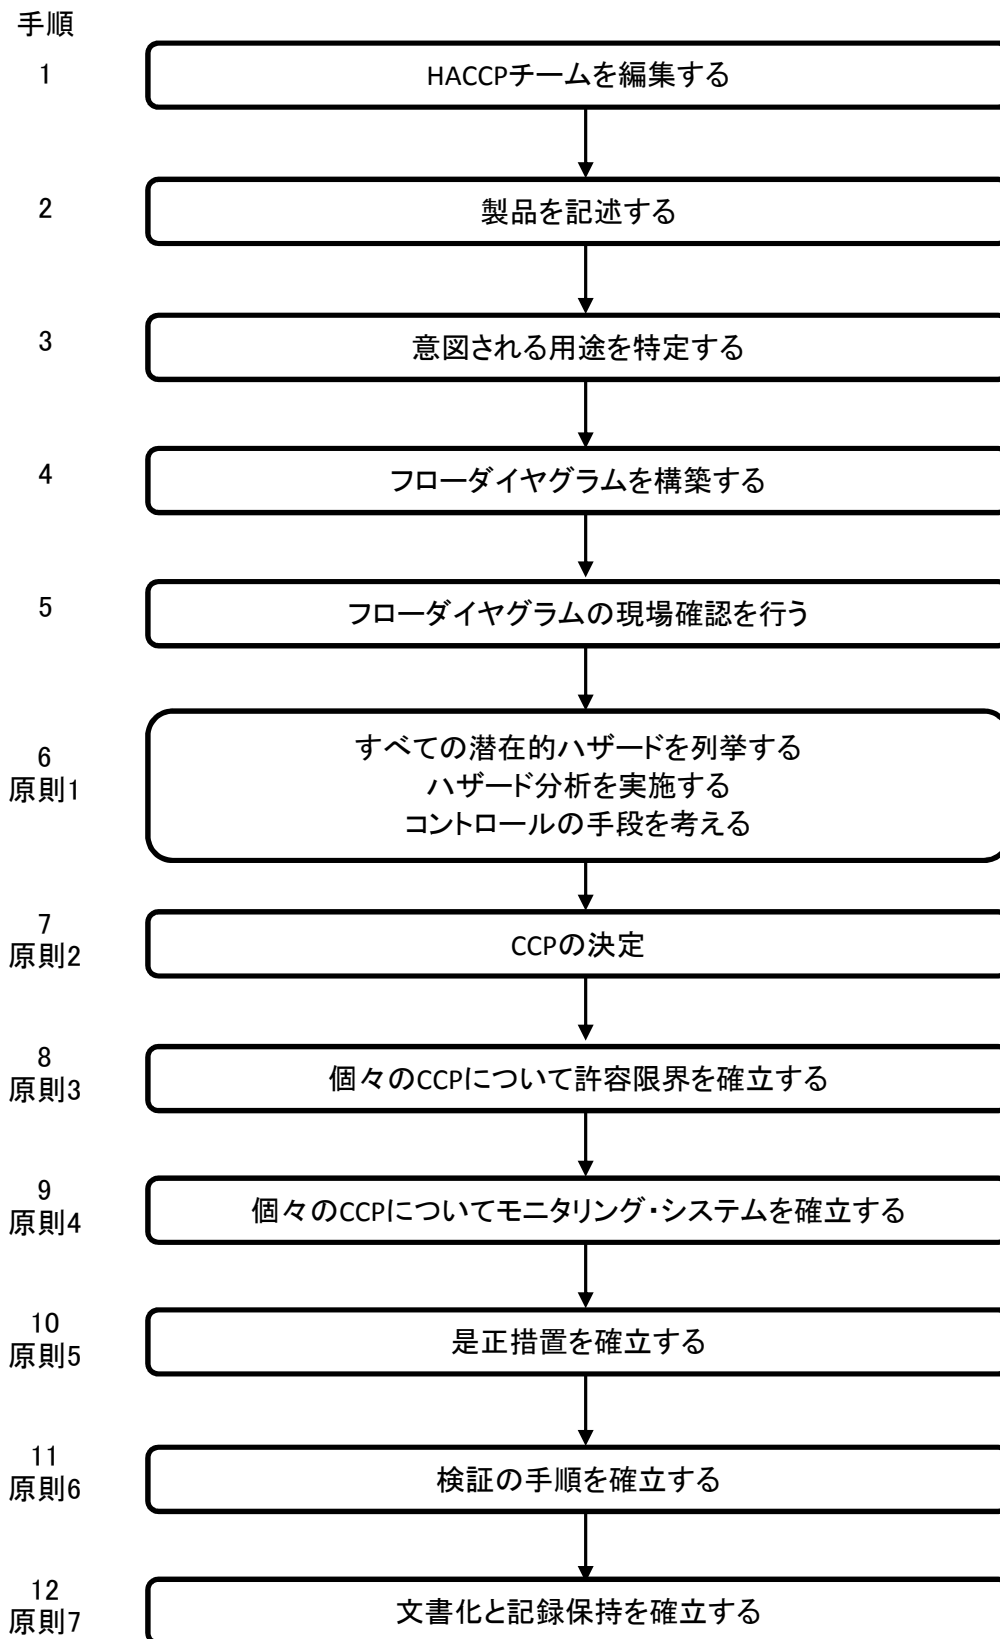 手順
1
HACCPチームを編集する
2
製品を記述する
3
意図される用途を特定する
4
フローダイヤグラムを構築する
5
フローダイヤグラムの現場確認を行う
6
原則1
すべての潜在的ハザードを列挙する
ハザード分析を実施する
コントロールの手段を考える
7
原則2
CCPの決定
8
原則3
個々のCCPについて許容限界を確立する
9
原則4
個々のCCPについてモニタリング・システムを確立する
10
原則5
是正措置を確立する
11
原則6
検証の手順を確立する
12
原則7
文書化と記録保持を確立する